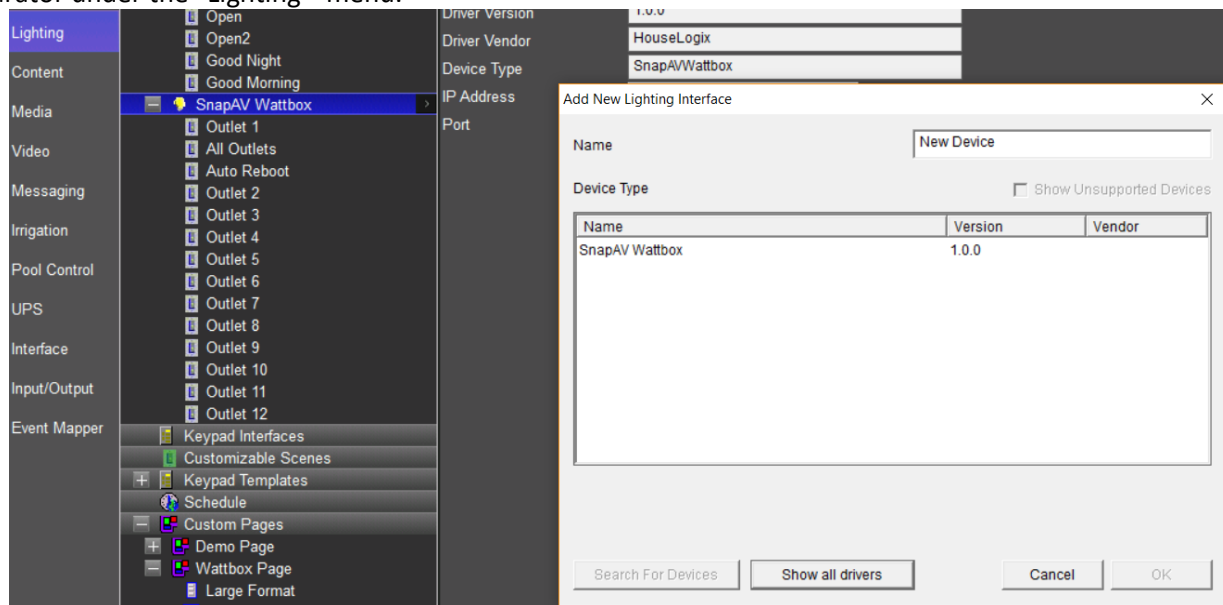 under the "Lighting" menu.
Lighting
Content
Media
Video
Messaging
Irrigation
Pool Control
UPS
Interface
Input/Output
Event Mapper
Open
Open2
Good Night
Good Morning
SnapAV Wattbox
Outlet 1
All Outlets
Auto Reboot
Outlet 2
Outlet 3
Outlet 4
Outlet 5
Outlet 6
Outlet 7
Outlet 8
Outlet 9
Outlet 10
Outlet 11
Outlet 12
Keypad Interfaces
Customizable Scenes
Keypad Templates
Schedule
Custom Pages
Demo Page
Wattbox Page
Large Format
Driver Version 1.0.0
Driver Vendor HouseLogix
Device Type SnapAVWattbox
IP Address
Port
Add New Lighting Interface
Name New Device
Device Type Show Unsupported Devices
Name Version Vendor
SnapAV Wattbox 1.0.0
Search For Devices Show all drivers Cancel OK